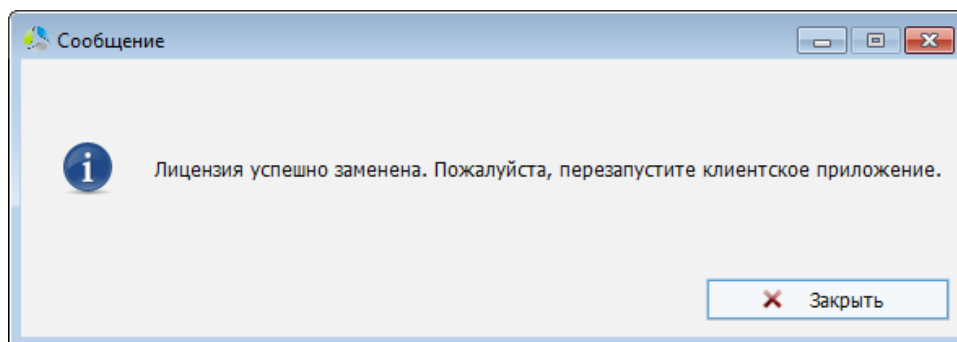 Сообщение
Лицензия успешно заменена. Пожалуйста, перезапустите клиентское приложение.
Закрыть